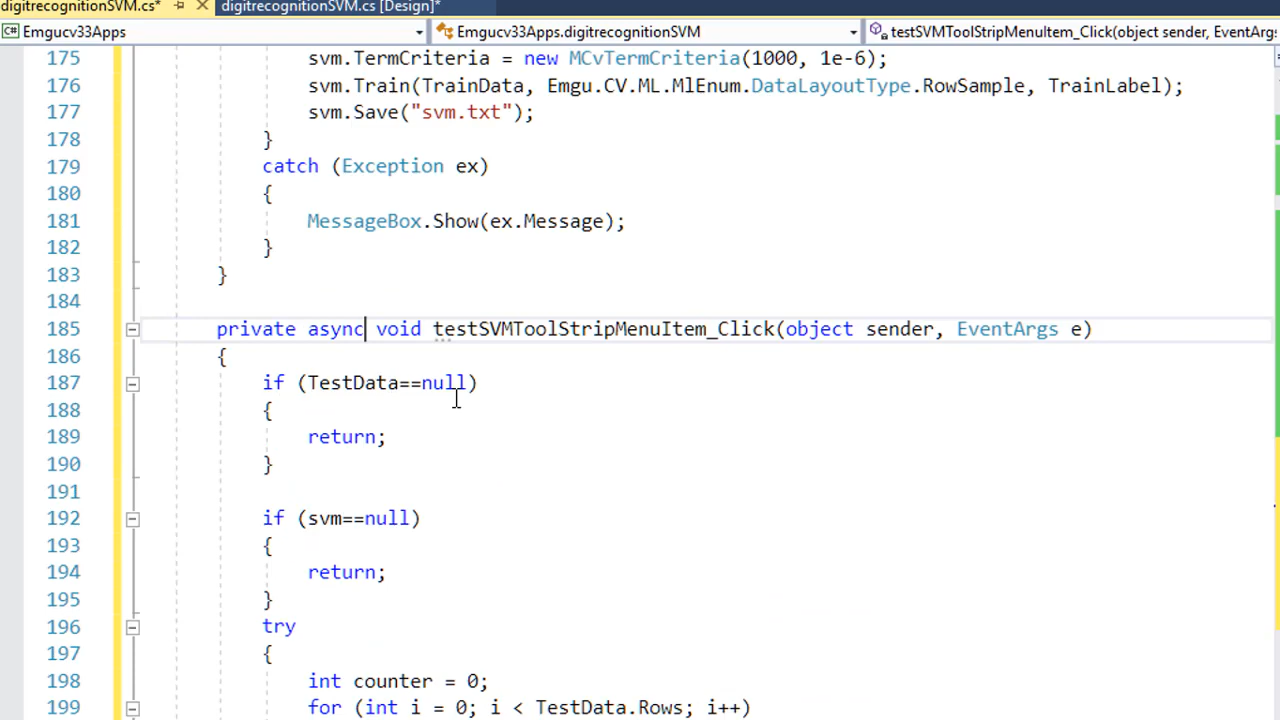 digitrecognitionSVM.cs* digitrecognitionSVM.cs [Design]*
C# Emgucv33Apps Emgucv33Apps.digitrecognitionSVM testSVMToolStripMenuItem_Click(object sender, EventArg
175 svm.TermCriteria = new MCvTermCriteria(1000, 1e-6);
176 svm.Train(TrainData, Emgu.CV.ML.MlEnum.DataLayoutType.RowSample, TrainLabel);
177 svm.Save("svm.txt");
178 }
179 catch (Exception ex)
180 {
181 MessageBox.Show(ex.Message);
182 }
183 }
184
185 private async void testSVMToolStripMenuItem_Click(object sender, EventArgs e)
186 {
187 if (TestData==null)
188 {
189 return;
190 }
191
192 if (svm==null)
193 {
194 return;
195 }
196 try
197 {
198 int counter = 0;
199 for (int i = 0; i < TestData.Rows; i++)